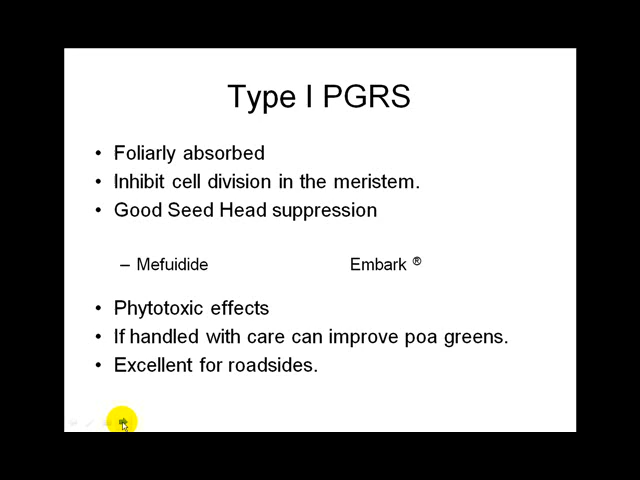 Type I PGRS
• Foliarly absorbed
• Inhibit cell division in the meristem.
• Good Seed Head suppression
– Mefuidide Embark ®
• Phytotoxic effects
• If handled with care can improve poa greens.
• Excellent for roadsides.